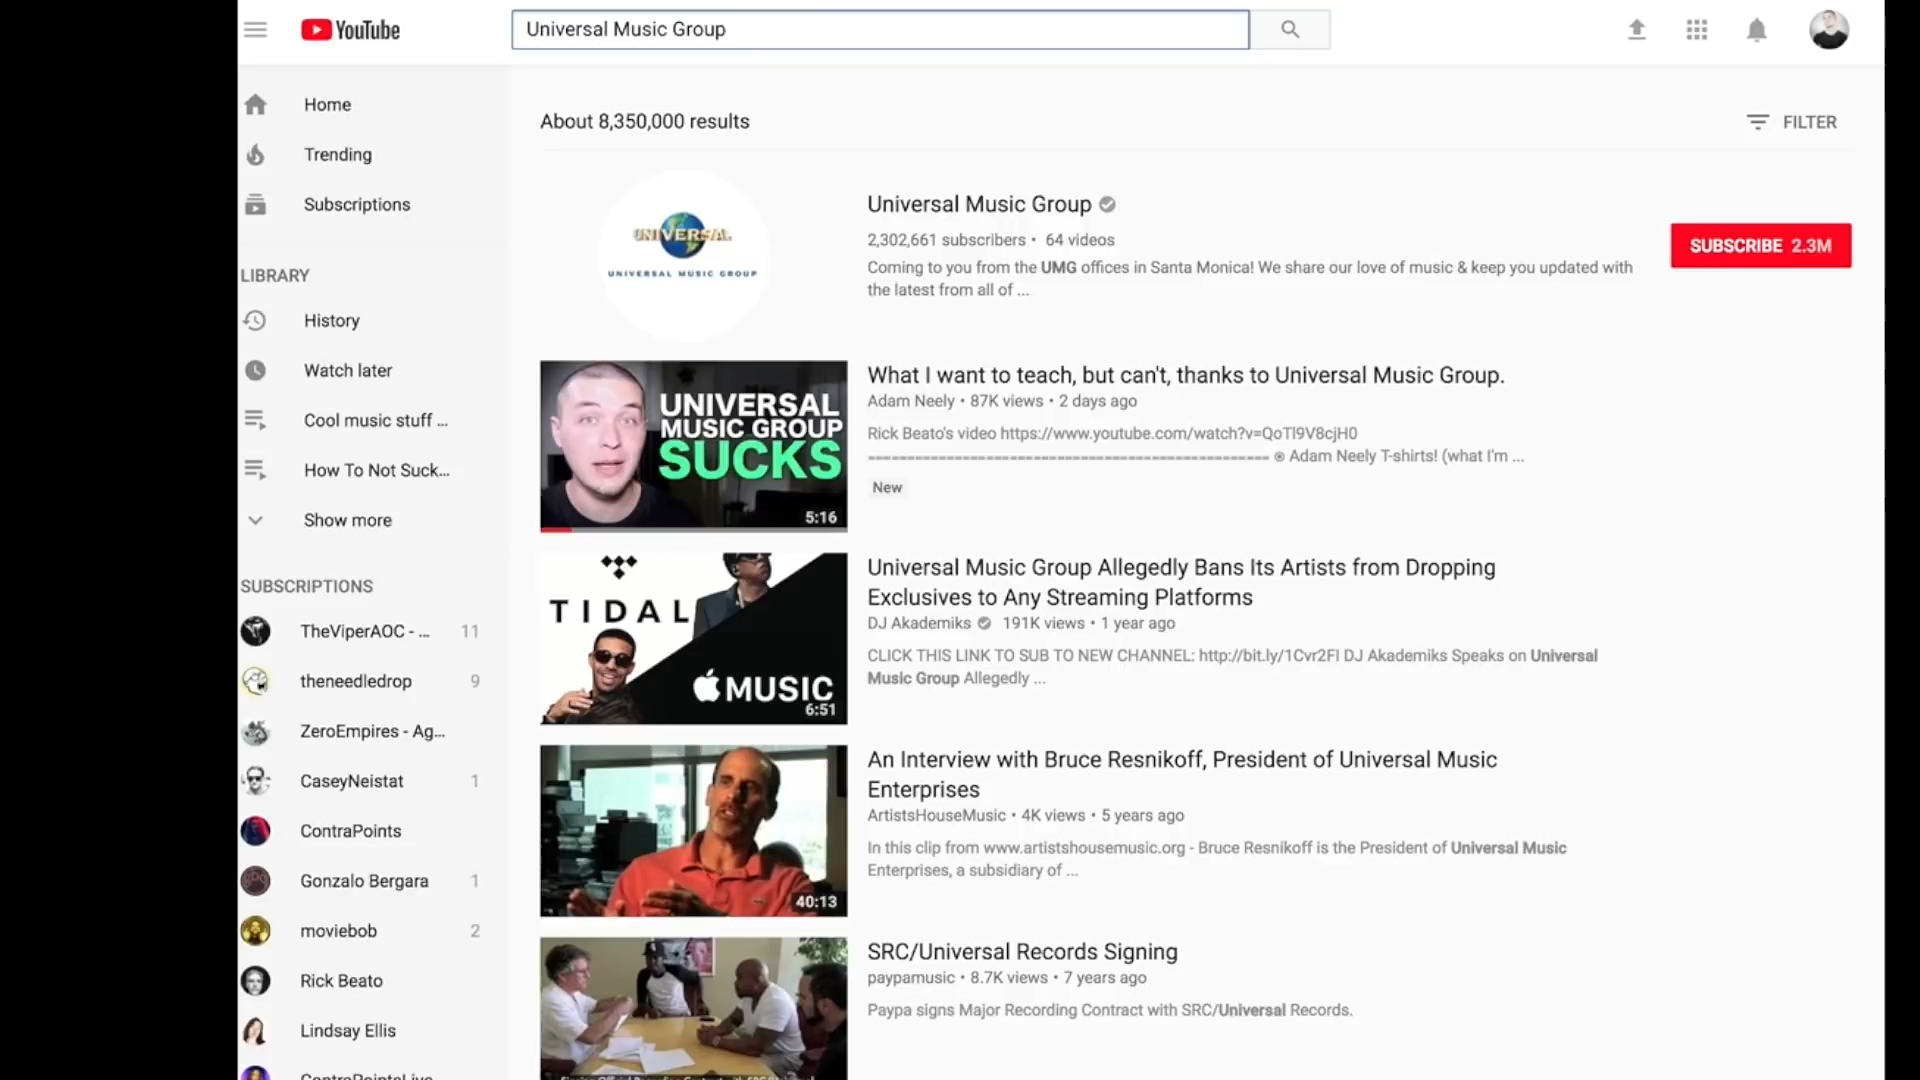 YouTube
Universal Music Group
Home
Trending
Subscriptions
LIBRARY
History
Watch later
Cool music stuff ...
How To Not Suck...
Show more
SUBSCRIPTIONS
TheViperAOC - ... 11
theneedledrop 9
ZeroEmpires - Ag...
CaseyNeistat 1
ContraPoints
Gonzalo Bergara 1
moviebob 2
Rick Beato
Lindsay Ellis
ContraPointsLive
About 8,350,000 results
FILTER
UNIVERSAL
UNIVERSAL MUSIC GROUP
Universal Music Group
2,302,661 subscribers • 64 videos
Coming to you from the UMG offices in Santa Monica! We share our love of music & keep you updated with
the latest from all of ...
SUBSCRIBE 2.3M
UNIVERSAL
MUSIC GROUP
SUCKS
5:16
What I want to teach, but can't, thanks to Universal Music Group.
Adam Neely • 87K views • 2 days ago
Rick Beato's video https://www.youtube.com/watch?v=QoTl9V8cjH0
================================================== ⍟ Adam Neely T-shirts! (what I'm ...
New
TIDAL
MUSIC
6:51
Universal Music Group Allegedly Bans Its Artists from Dropping
Exclusives to Any Streaming Platforms
DJ Akademiks 191K views • 1 year ago
CLICK THIS LINK TO SUB TO NEW CHANNEL: http://bit.ly/1Cvr2FI DJ Akademiks Speaks on Universal
Music Group Allegedly ...
40:13
An Interview with Bruce Resnikoff, President of Universal Music
Enterprises
ArtistsHouseMusic • 4K views • 5 years ago
In this clip from www.artistshousemusic.org - Bruce Resnikoff is the President of Universal Music
Enterprises, a subsidiary of ...
SRC/Universal Records Signing
paypamusic • 8.7K views • 7 years ago
Paypa signs Major Recording Contract with SRC/Universal Records.